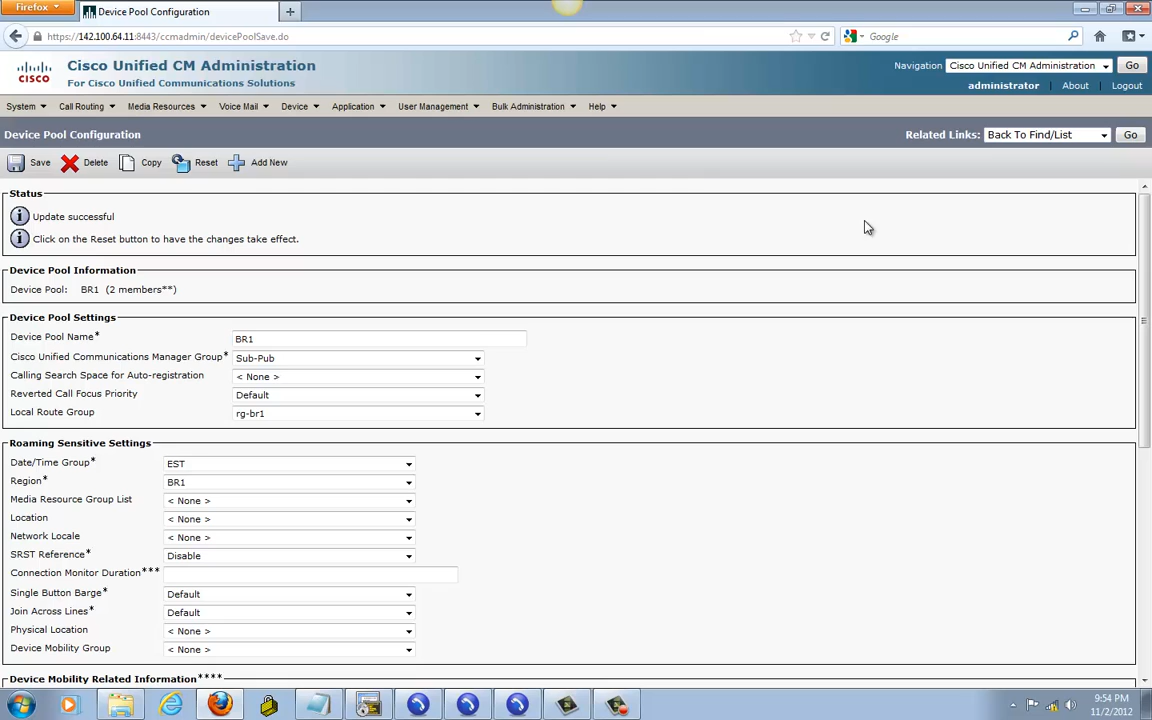 Firefox
Device Pool Configuration
https://142.100.64.11:8443/ccmadmin/devicePoolSave.do
Google
CISCO
Cisco Unified CM Administration
For Cisco Unified Communications Solutions
Navigation
Cisco Unified CM Administration
Go
administrator
About
Logout
System
Call Routing
Media Resources
Voice Mail
Device
Application
User Management
Bulk Administration
Help
Device Pool Configuration
Related Links:
Back To Find/List
Go
Save
Delete
Copy
Reset
Add New
Status
Update successful
Click on the Reset button to have the changes take effect.
Device Pool Information
Device Pool: BR1 (2 members**)
Device Pool Settings
Device Pool Name*
BR1
Cisco Unified Communications Manager Group*
Sub-Pub
Calling Search Space for Auto-registration
< None >
Reverted Call Focus Priority
Default
Local Route Group
rg-br1
Roaming Sensitive Settings
Date/Time Group*
EST
Region*
BR1
Media Resource Group List
< None >
Location
< None >
Network Locale
< None >
SRST Reference*
Disable
Connection Monitor Duration***
Single Button Barge*
Default
Join Across Lines*
Default
Physical Location
< None >
Device Mobility Group
< None >
Device Mobility Related Information****
9:54 PM
11/2/2012